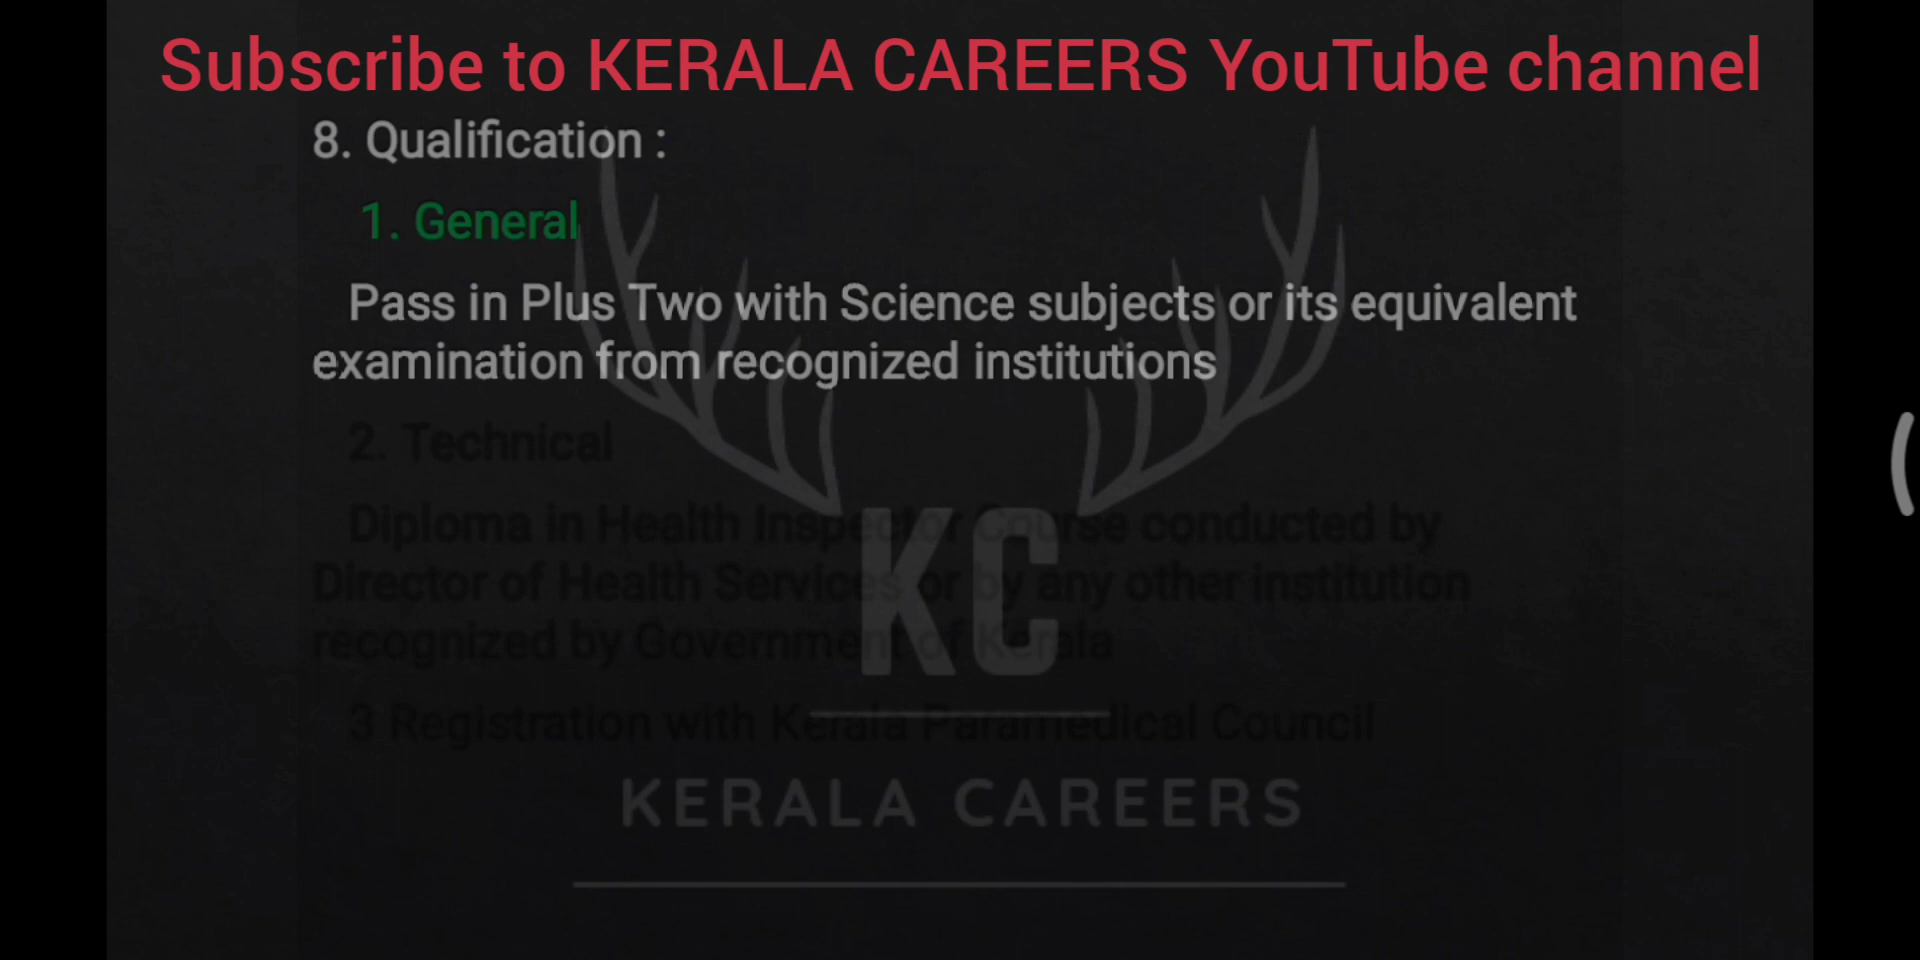 Subscribe to KERALA CAREERS YouTube channel
8. Qualification :
1. General
Pass in Plus Two with Science subjects or its equivalent
examination from recognized institutions
2. Technical
Diploma in Health Inspector Course conducted by
Director of Health Services or by any other institution
recognized by Government of Kerala
3 Registration with Kerala Paramedical Council
KC
KERALA CAREERS